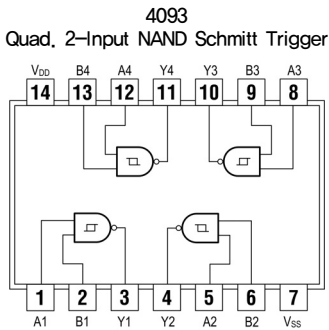 4093
Quad. 2-Input NAND Schmitt Trigger
VDD B4 A4 Y4 Y3 B3 A3
14 13 12 11 10 9 8
1 2 3 4 5 6 7
A1 B1 Y1 Y2 A2 B2 Vss